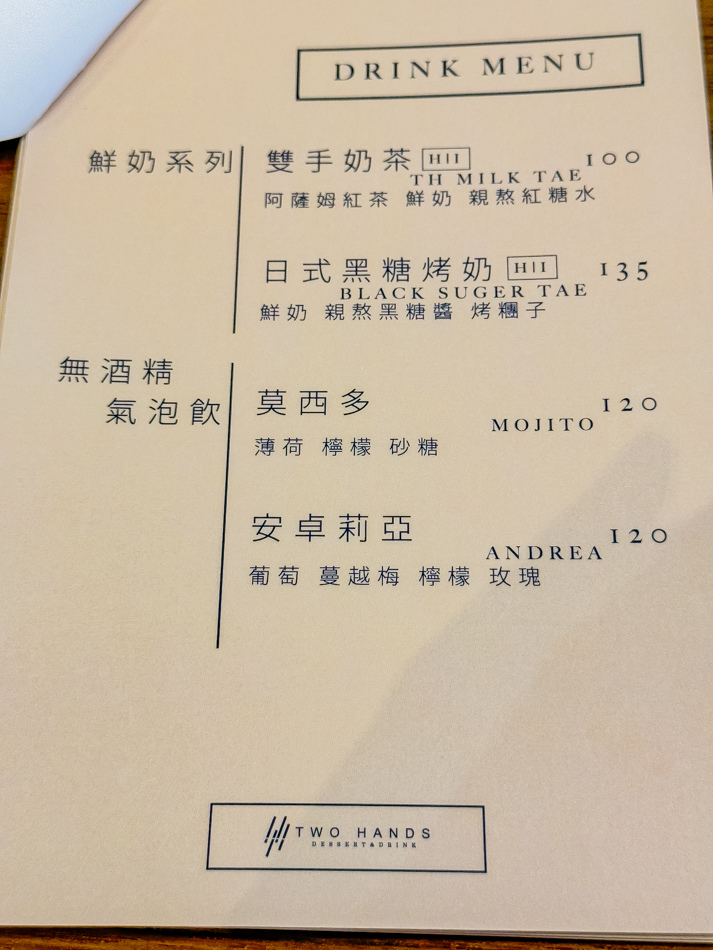 DRINK MENU
鮮奶系列
雙手奶茶 H|I 100
TH MILK TAE
阿薩姆紅茶 鮮奶 親熬紅糖水
日式黑糖烤奶 H|I 135
BLACK SUGER TAE
鮮奶 親熬黑糖醬 烤糰子
無酒精
氣泡飲
莫西多 120
MOJITO
薄荷 檸檬 砂糖
安卓莉亞 120
ANDREA
葡萄 蔓越梅 檸檬 玫瑰
TWO HANDS
DESSERT&DRINK